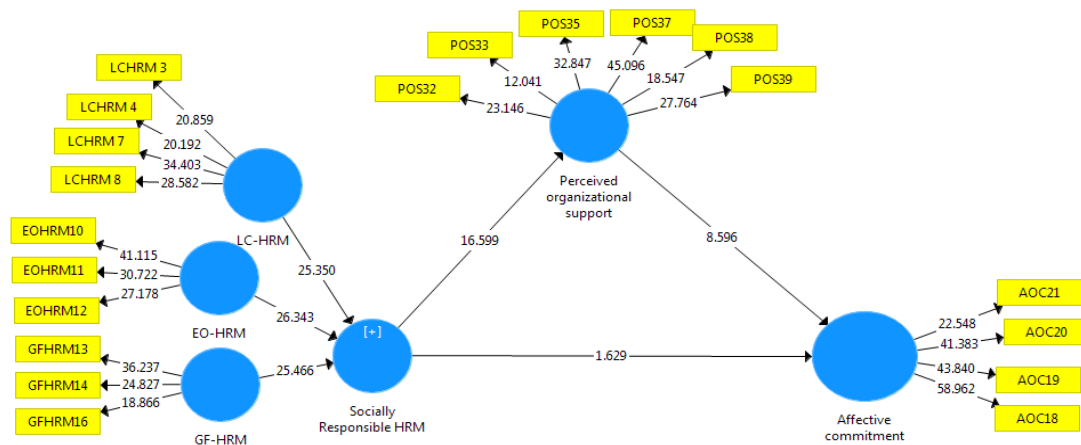 POS35
POS37
POS33
POS38
POS32
POS39
32.847
45.096
12.041
18.547
23.146
27.764
LCHRM 3
LCHRM 4
LCHRM 7
LCHRM 8
20.859
20.192
34.403
28.582
LC-HRM
Perceived
organizational
support
EOHRM10
EOHRM11
EOHRM12
41.115
30.722
27.178
EO-HRM
25.350
26.343
25.466
16.599
8.596
1.629
GFHRM13
GFHRM14
GFHRM16
36.237
24.827
18.866
GF-HRM
[+]
Socially
Responsible HRM
AOC21
AOC20
AOC19
AOC18
22.548
41.383
43.840
58.962
Affective
commitment